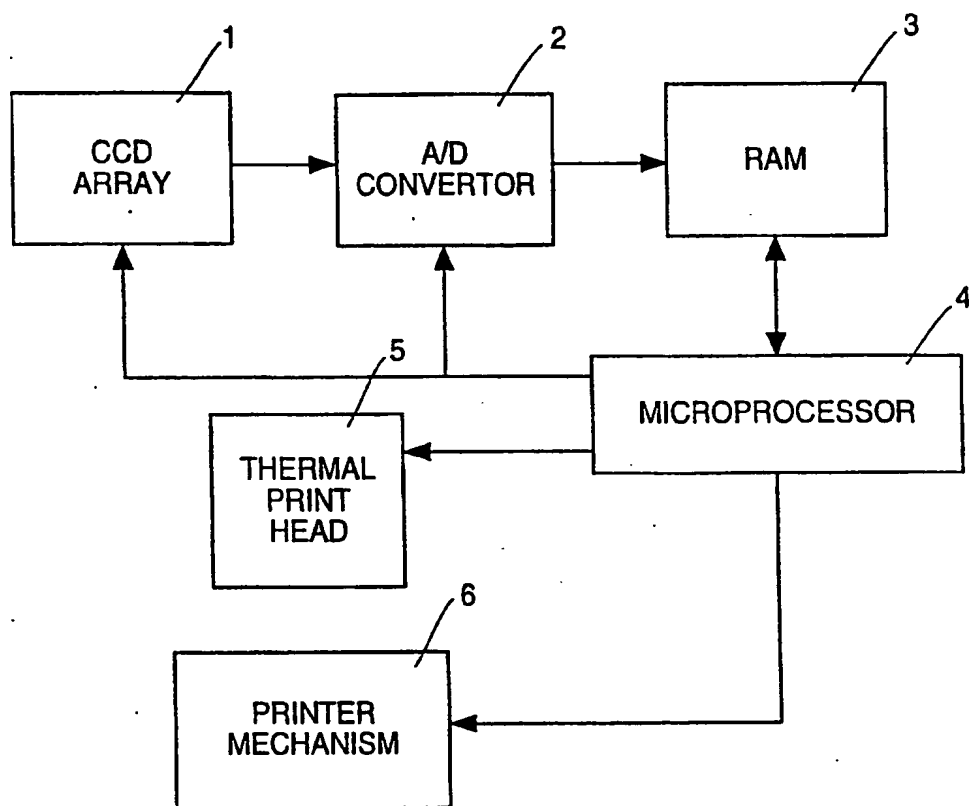 1
CCD
ARRAY
2
A/D
CONVERTOR
3
RAM
4
MICROPROCESSOR
5
THERMAL
PRINT
HEAD
6
PRINTER
MECHANISM